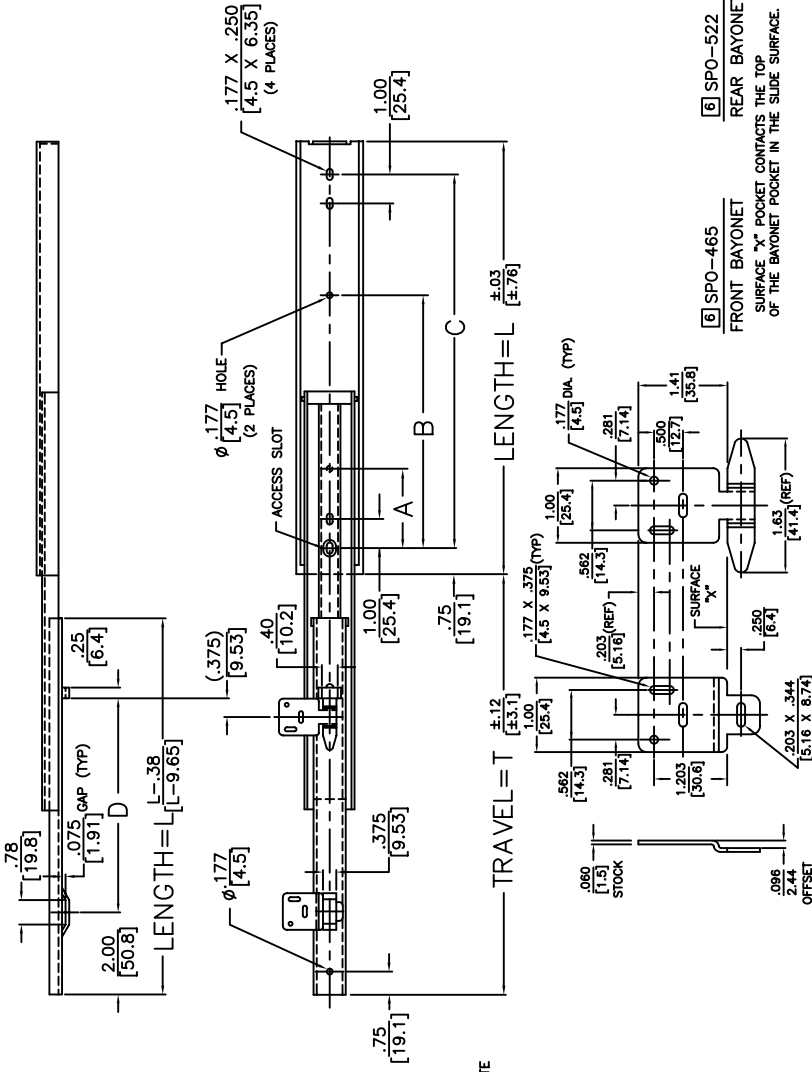 .78
[19.8]
.075 GAP (TYP)
[1.91]
2.00
[50.8]
D
.25
[6.4]
LENGTH=L
L-.38
[L-9.65]
.177 X .250
[4.5 X 6.35]
(4 PLACES)
Ø .177 HOLE
[4.5]
(2 PLACES)
ACCESS SLOT
1.00
[25.4]
(.375)
9.53
.40
[10.2]
Ø.177
[4.5]
.375
[9.53]
A
B
C
1.00
[25.4]
.75
[19.1]
.75
[19.1]
TRAVEL=T ±.12
[±3.1]
LENGTH=L ±.03
[±.76]
TE
.060
[1.5]
STOCK
.096
2.44
OFFSET
.562
[14.3]
.281
[7.14]
1.00
[25.4]
1.203
[30.6]
.177 X .375 (TYP)
[4.5 X 9.53]
.203 (REF)
[5.16]
SURFACE
"X"
.250
[6.4]
.203 X .344
[5.16 X 8.74]
.562
[14.3]
1.00
[25.4]
.177 DIA. (TYP)
[4.5]
.281
[7.14]
.500
[12.7]
1.41
[35.8]
1.63 (REF)
[41.4]
6 SPO-465
FRONT BAYONET
6 SPO-522
REAR BAYONE
SURFACE "X" POCKET CONTACTS THE TOP
OF THE BAYONET POCKET IN THE SLIDE SURFACE.